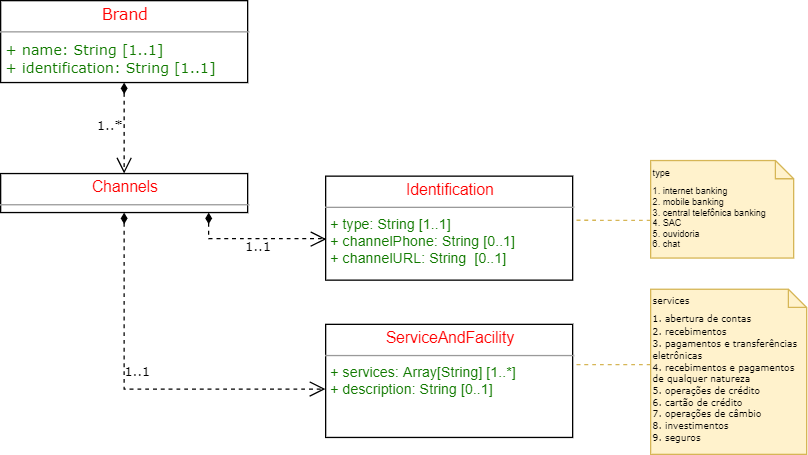 Brand
+ name: String [1..1]
+ identification: String [1..1]
1..*
Channels
1..1
1..1
Identification
+ type: String [1..1]
+ channelPhone: String [0..1]
+ channelURL: String  [0..1]
type
1. internet banking
2. mobile banking
3. central telefônica banking
4. SAC
5. ouvidoria
6. chat
ServiceAndFacility
+ services: Array[String] [1..*]
+ description: String [0..1]
services
1. abertura de contas
2. recebimentos
3. pagamentos e transferências
eletrônicas
4. recebimentos e pagamentos
de qualquer natureza
5. operações de crédito
6. cartão de crédito
7. operações de câmbio
8. investimentos
9. seguros